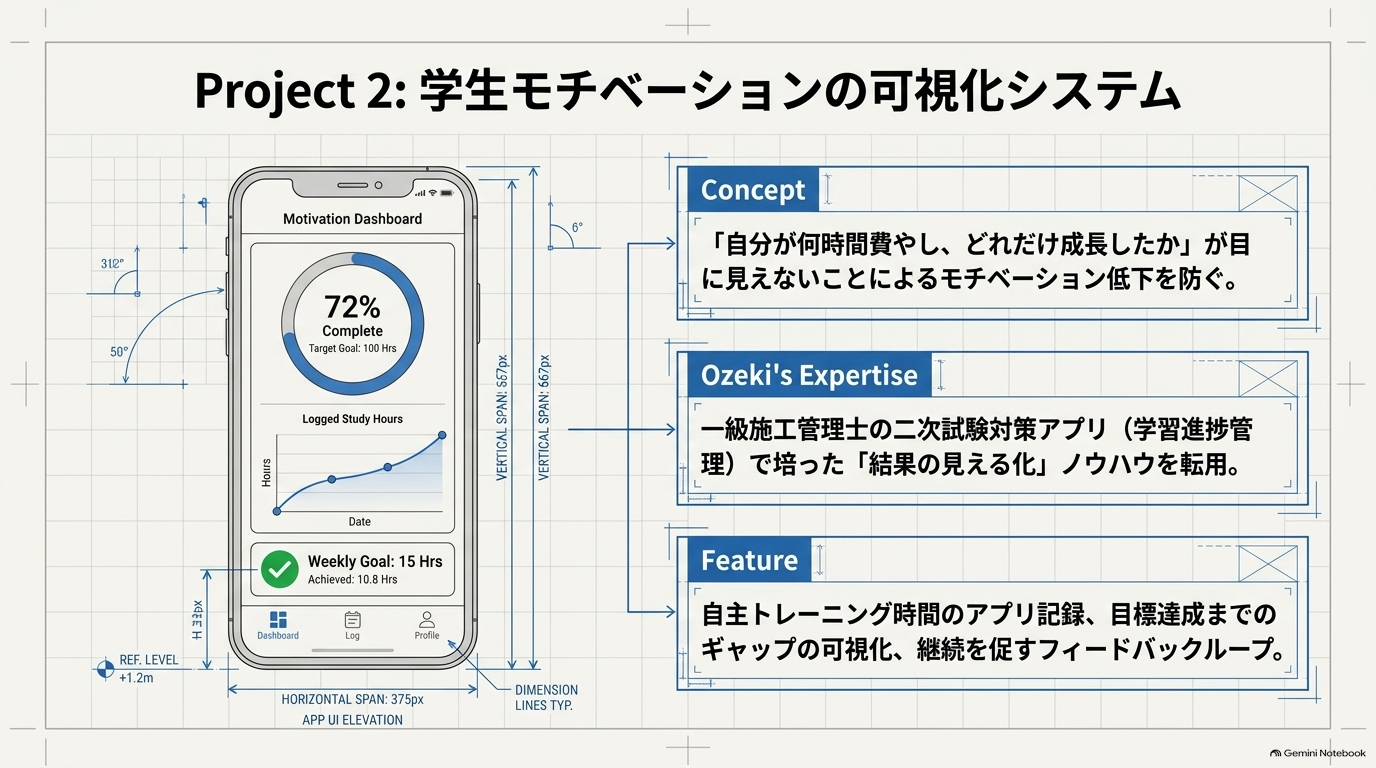 Project 2: 学生モチベーションの可視化システム
Motivation Dashboard
72%
Complete
Target Goal: 100 Hrs
Logged Study Hours
Hours
Date
Weekly Goal: 15 Hrs
Achieved: 10.8 Hrs
Dashboard
Log
Profile
50°
6°
VERTICAL SPAN: 667px
REF. LEVEL
+1.2m
HORIZONTAL SPAN: 375px
APP UI ELEVATION
DIMENSION
LINES TYP.
Concept
「自分が何時間費やし、どれだけ成長したか」が目
に見えないことによるモチベーション低下を防ぐ。
Ozeki's Expertise
一級施工管理士の二次試験対策アプリ（学習進捗管
理）で培った「結果の見える化」ノウハウを転用。
Feature
自主トレーニング時間のアプリ記録、目標達成までの
ギャップの可視化、継続を促すフィードバックループ。
Gemini Notebook